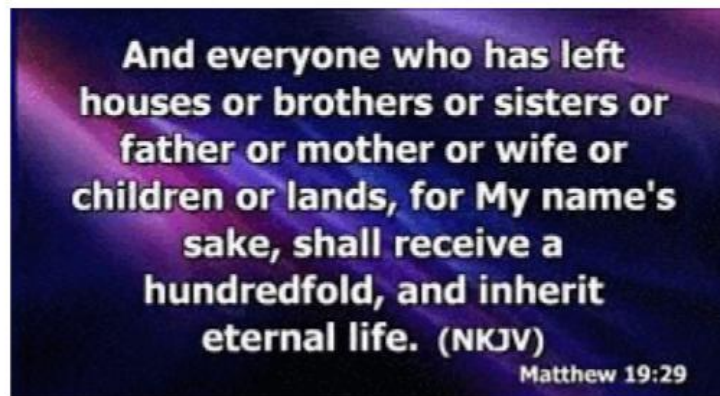 And everyone who has left
houses or brothers or sisters or
father or mother or wife or
children or lands, for My name's
sake, shall receive a
hundredfold, and inherit
eternal life. (NKJV)
Matthew 19:29